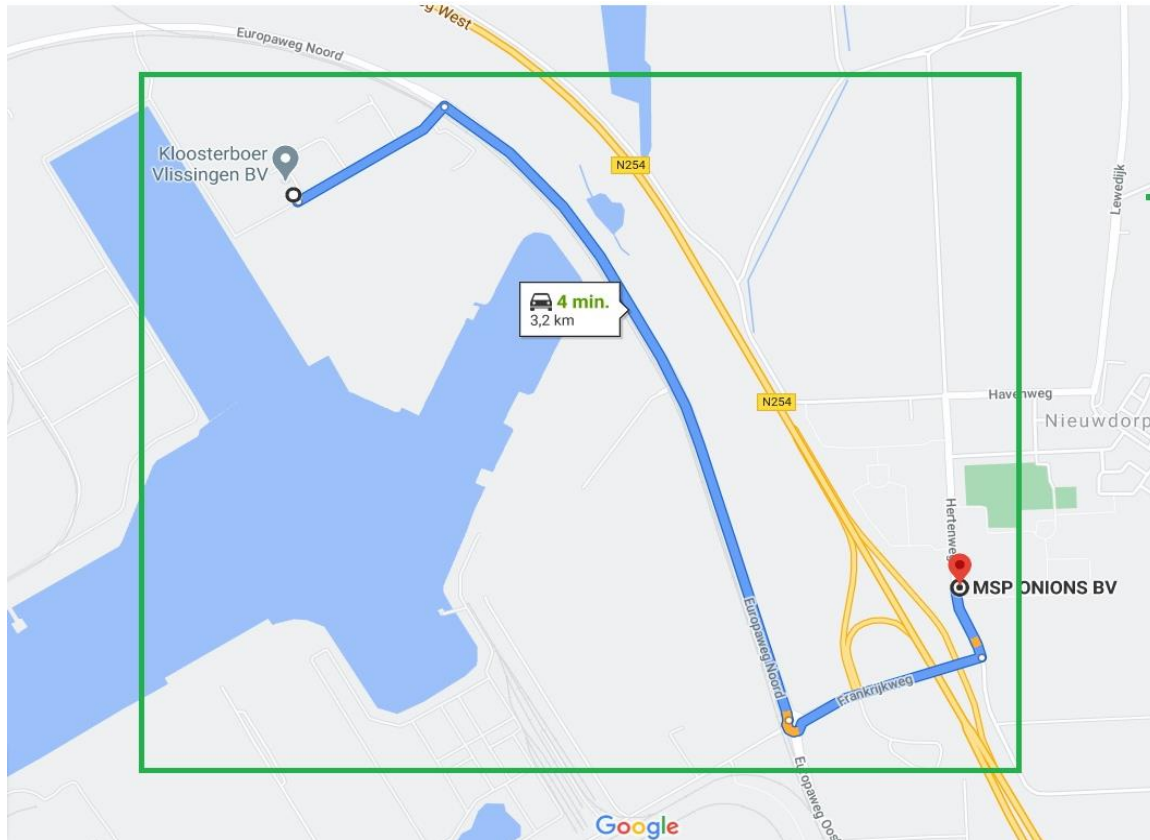 g West
Europaweg Noord
Kloosterboer
Vlissingen BV
N254
Lewedijk
4 min.
3,2 km
N254
Havenweg
Nieuwdorp
Hertenweg
MSP ONIONS BV
Europaweg Noord
Frankrijkweg
Europaweg Oost
Google